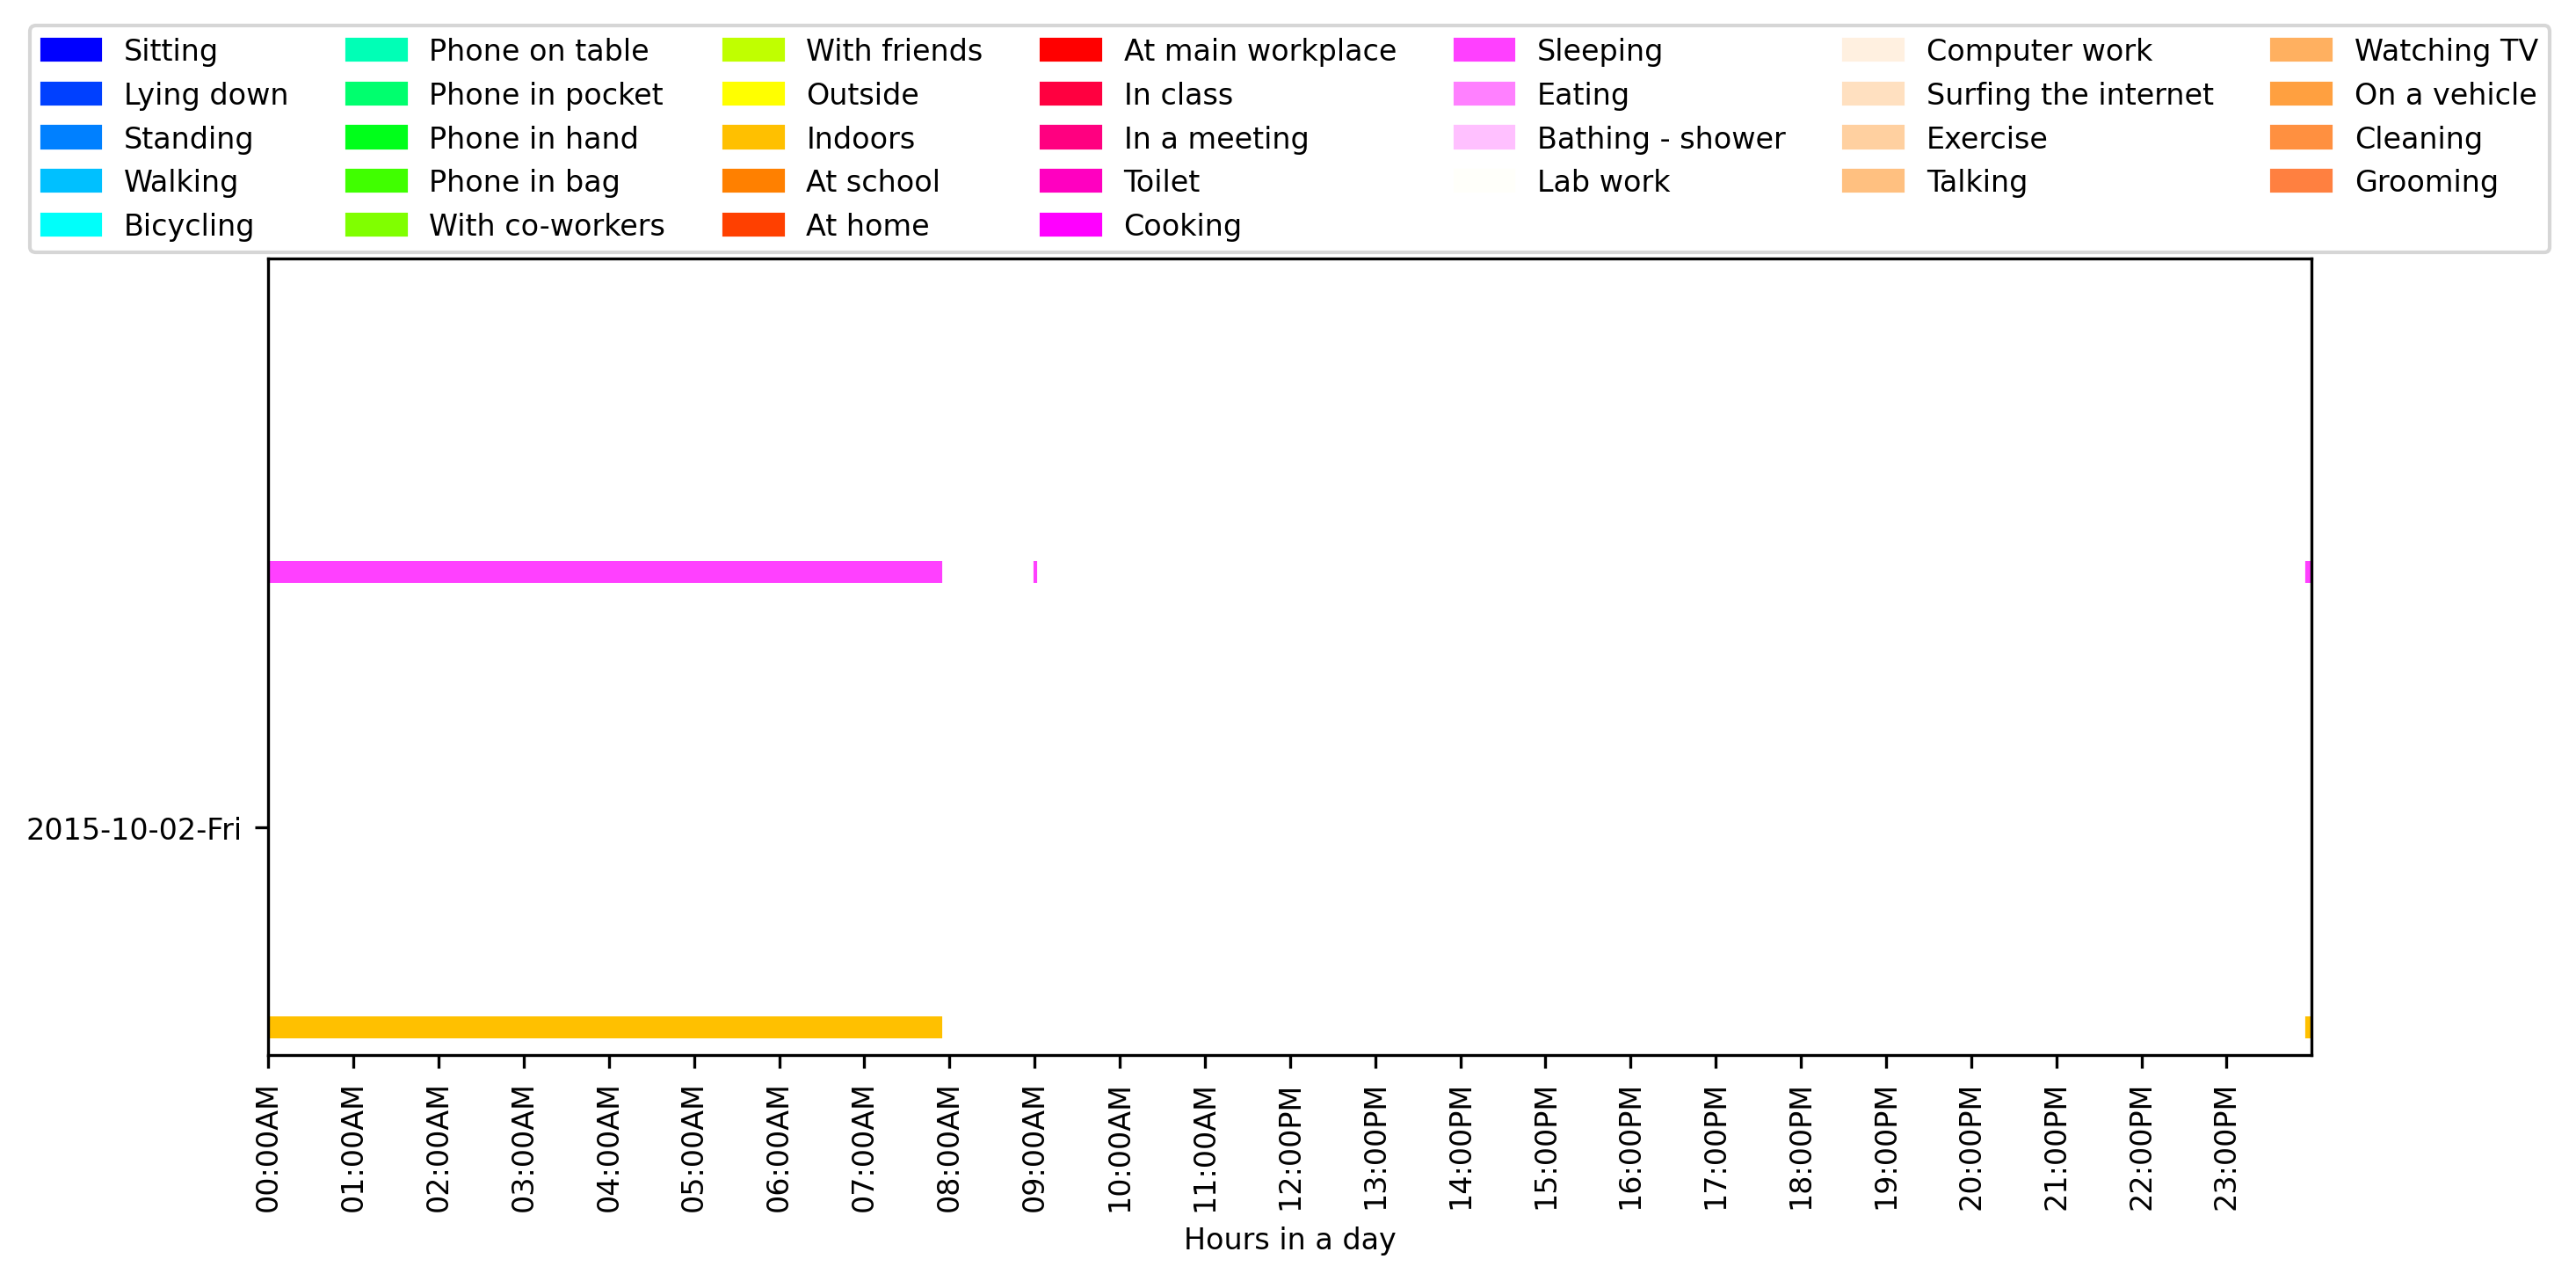 Sitting
Lying down
Standing
Walking
Bicycling
Phone on table
Phone in pocket
Phone in hand
Phone in bag
With co-workers
With friends
Outside
Indoors
At school
At home
At main workplace
In class
In a meeting
Toilet
Cooking
Sleeping
Eating
Bathing - shower
Lab work
Computer work
Surfing the internet
Exercise
Talking
Watching TV
On a vehicle
Cleaning
Grooming
2015-10-02-Fri
00:00AM
01:00AM
02:00AM
03:00AM
04:00AM
05:00AM
06:00AM
07:00AM
08:00AM
09:00AM
10:00AM
11:00AM
12:00PM
13:00PM
14:00PM
15:00PM
16:00PM
17:00PM
18:00PM
19:00PM
20:00PM
21:00PM
22:00PM
23:00PM
Hours in a day